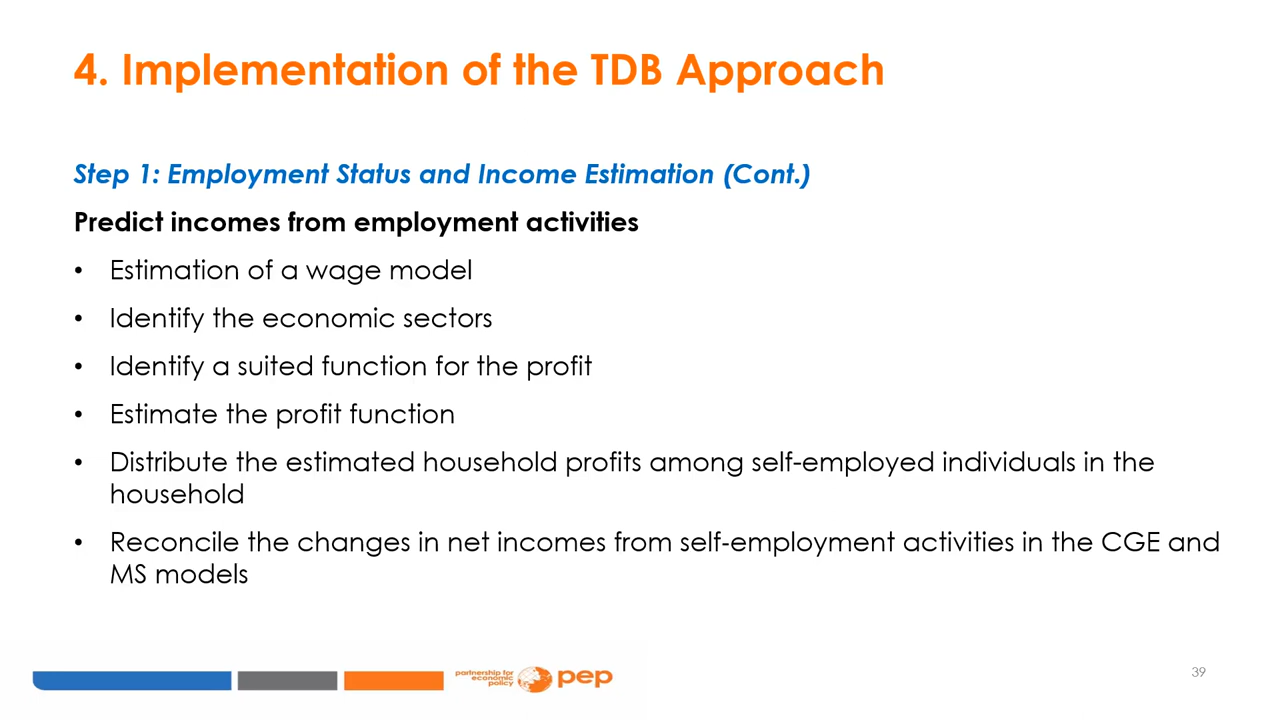 4. Implementation of the TDB Approach
Step 1: Employment Status and Income Estimation (Cont.)
Predict incomes from employment activities
• Estimation of a wage model
• Identify the economic sectors
• Identify a suited function for the profit
• Estimate the profit function
• Distribute the estimated household profits among self-employed individuals in the
household
• Reconcile the changes in net incomes from self-employment activities in the CGE and
MS models
partnership for
economic
policy
pep
39